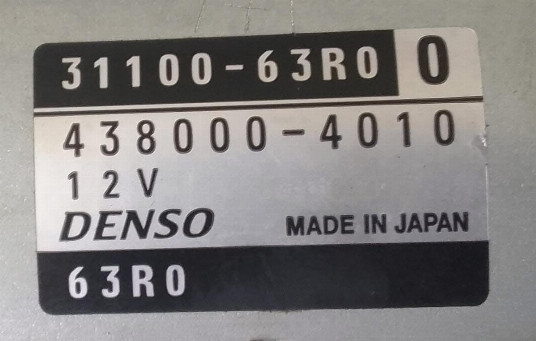 31100-63R0 0
438000-4010
12V
DENSO MADE IN JAPAN
63R0